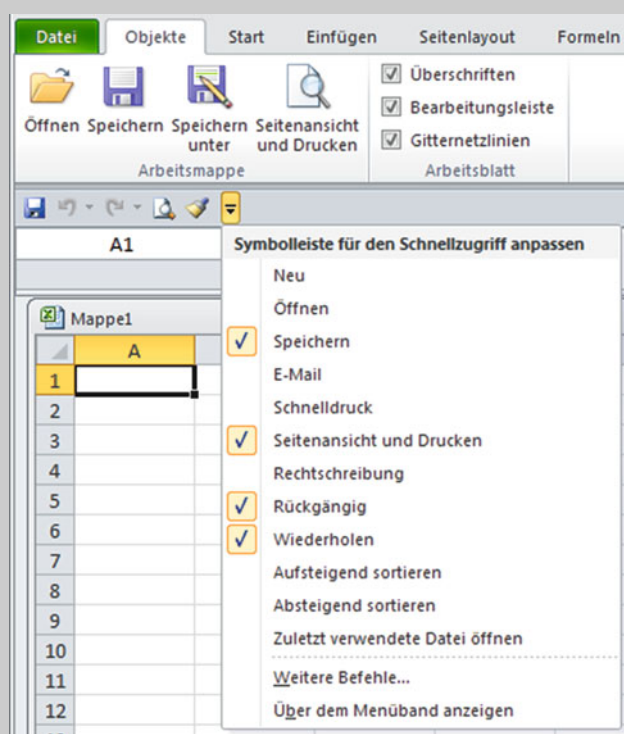 Datei Objekte Start Einfügen Seitenlayout Formeln
Überschriften
Bearbeitungsleiste
Gitternetzlinien
Öffnen Speichern Speichern unter Seitenansicht und Drucken
Arbeitsmappe Arbeitsblatt
A1
Symbolleiste für den Schnellzugriff anpassen
Neu
Öffnen
Speichern
E-Mail
Schnelldruck
Seitenansicht und Drucken
Rechtschreibung
Rückgängig
Wiederholen
Aufsteigend sortieren
Absteigend sortieren
Zuletzt verwendete Datei öffnen
Weitere Befehle...
Über dem Menüband anzeigen
Mappe1
A
1
2
3
4
5
6
7
8
9
10
11
12